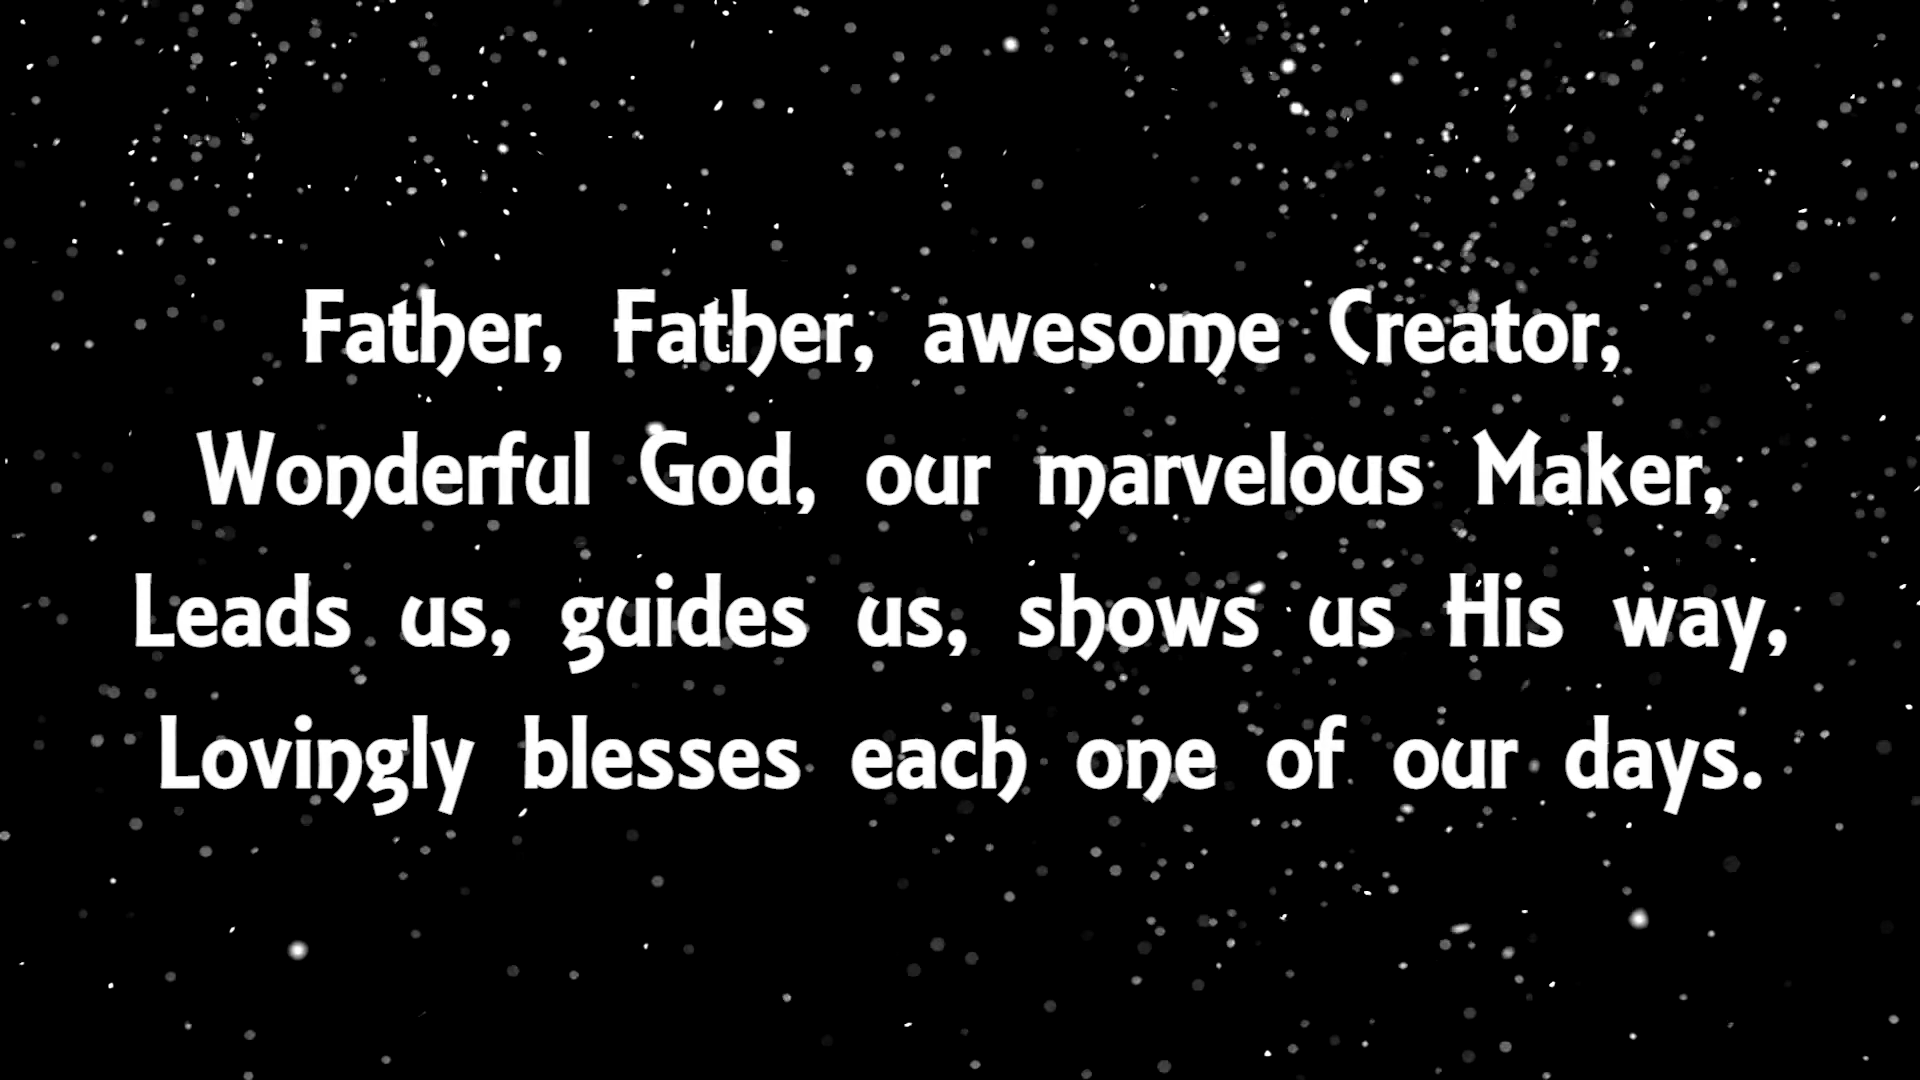 Father, Father, awesome Creator,
Wonderful God, our marvelous Maker,
Leads us, guides us, shows us His way,
Lovingly blesses each one of our days.